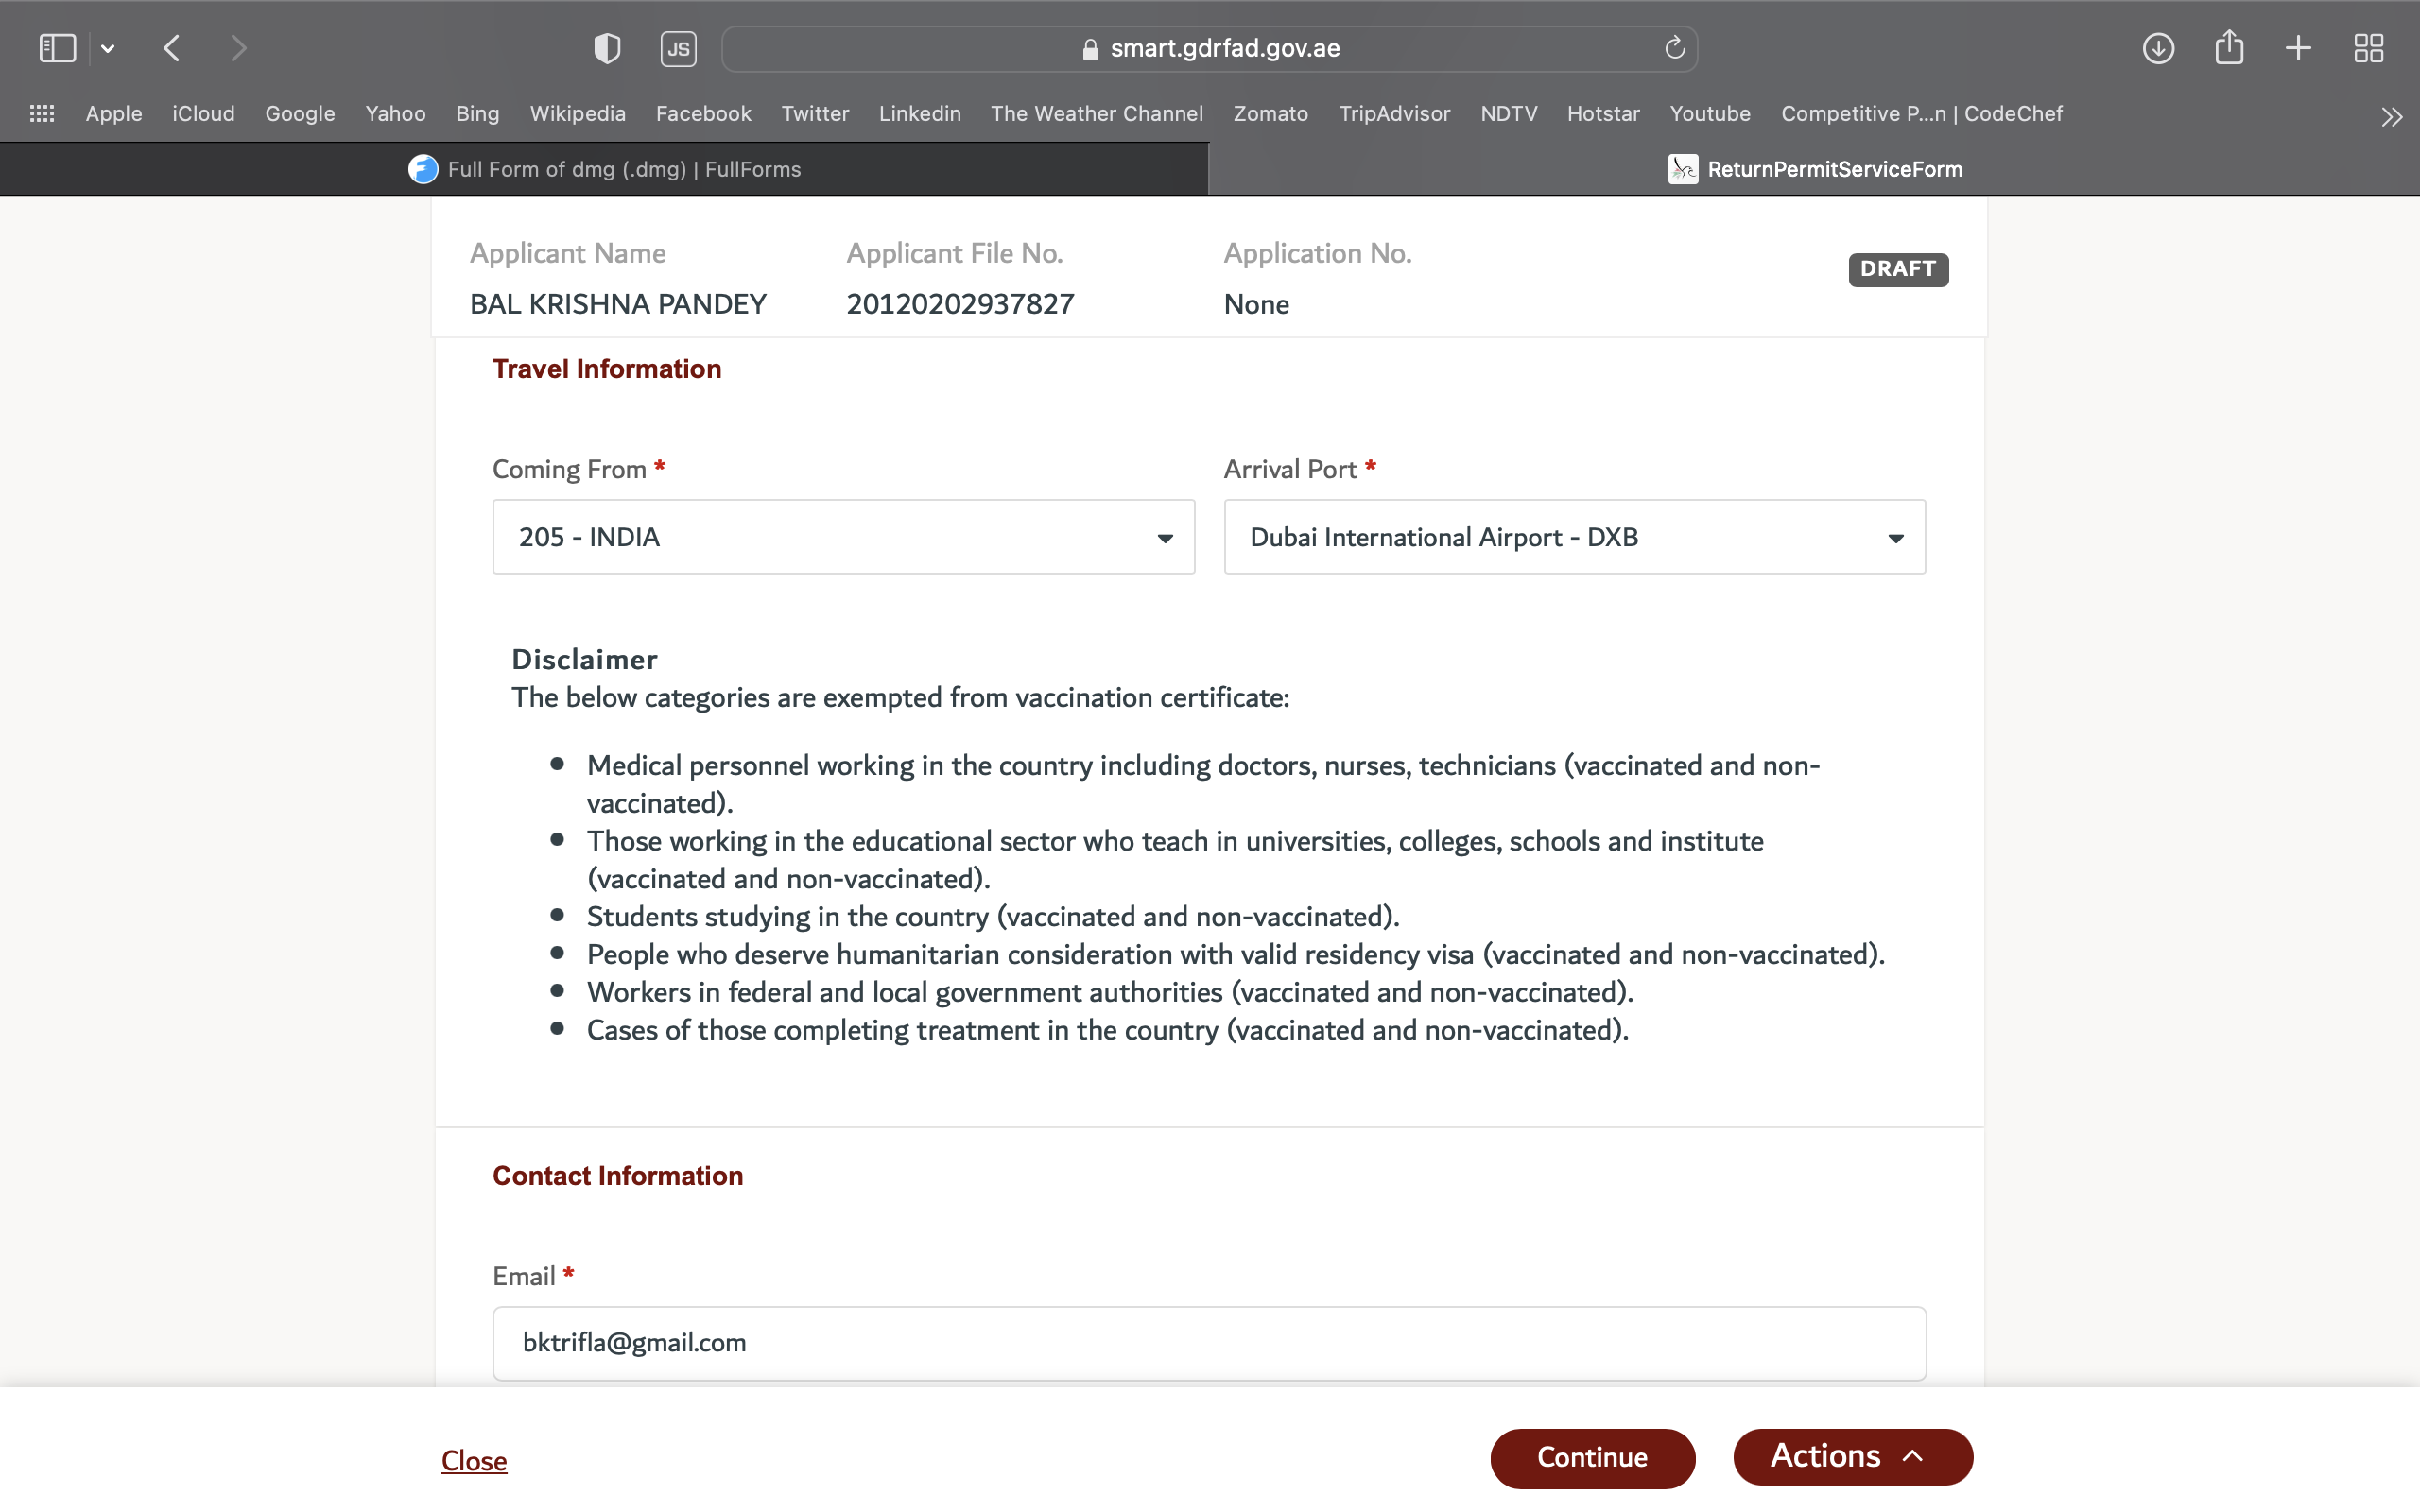 JS
smart.gdrfad.gov.ae
Apple iCloud Google Yahoo Bing Wikipedia Facebook Twitter Linkedin The Weather Channel Zomato TripAdvisor NDTV Hotstar Youtube Competitive P...n | CodeChef
Full Form of dmg (.dmg) | FullForms
ReturnPermitServiceForm
Applicant Name Applicant File No. Application No.
DRAFT
BAL KRISHNA PANDEY 20120202937827 None
Travel Information
Coming From * Arrival Port *
205 - INDIA Dubai International Airport - DXB
Disclaimer
The below categories are exempted from vaccination certificate:
• Medical personnel working in the country including doctors, nurses, technicians (vaccinated and non-
vaccinated).
• Those working in the educational sector who teach in universities, colleges, schools and institute
(vaccinated and non-vaccinated).
• Students studying in the country (vaccinated and non-vaccinated).
• People who deserve humanitarian consideration with valid residency visa (vaccinated and non-vaccinated).
• Workers in federal and local government authorities (vaccinated and non-vaccinated).
• Cases of those completing treatment in the country (vaccinated and non-vaccinated).
Contact Information
Email *
bktrifla@gmail.com
Close Continue Actions